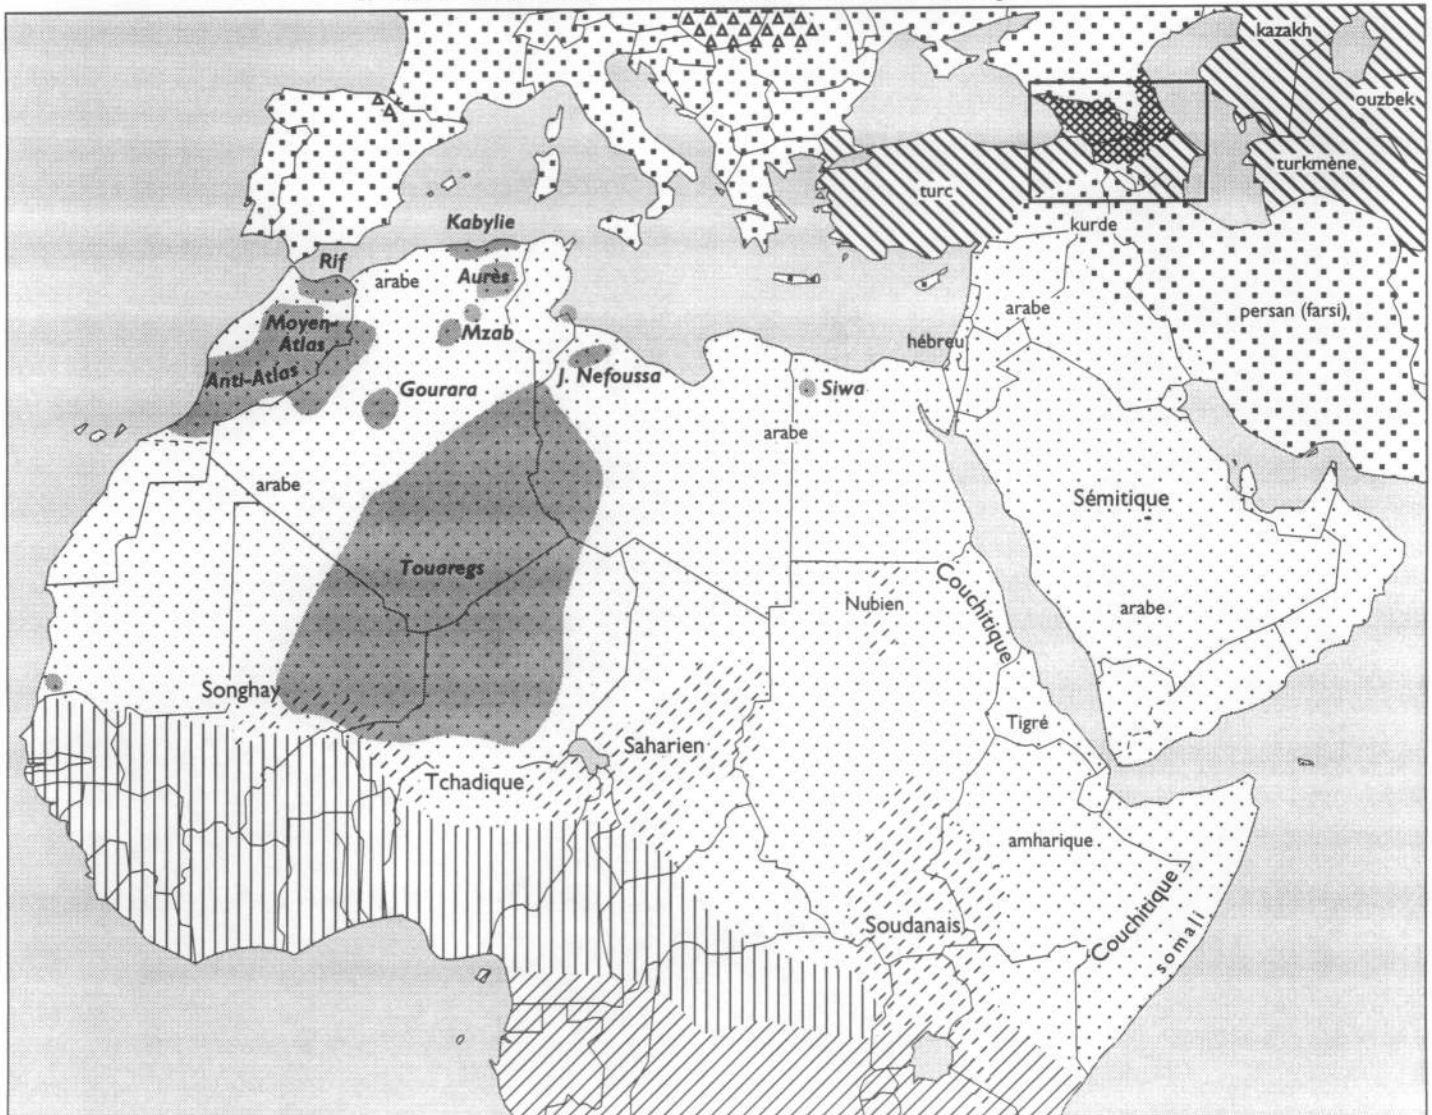 kazakh
ouzbek
turkmène
turc
kurde
Kabylie
Rif
arabe
Aurès
arabe
persan (farsi)
Moyen-
Atlas
Mzab
hébreu
Anti-Atlas
J. Nefoussa
Gourara
Siwa
arabe
arabe
Sémitique
Touaregs
Couchitique
Nubien
arabe
Songhay
Tigré
Saharien
Tchadique
amharique
Couchitique
somali
Soudanais